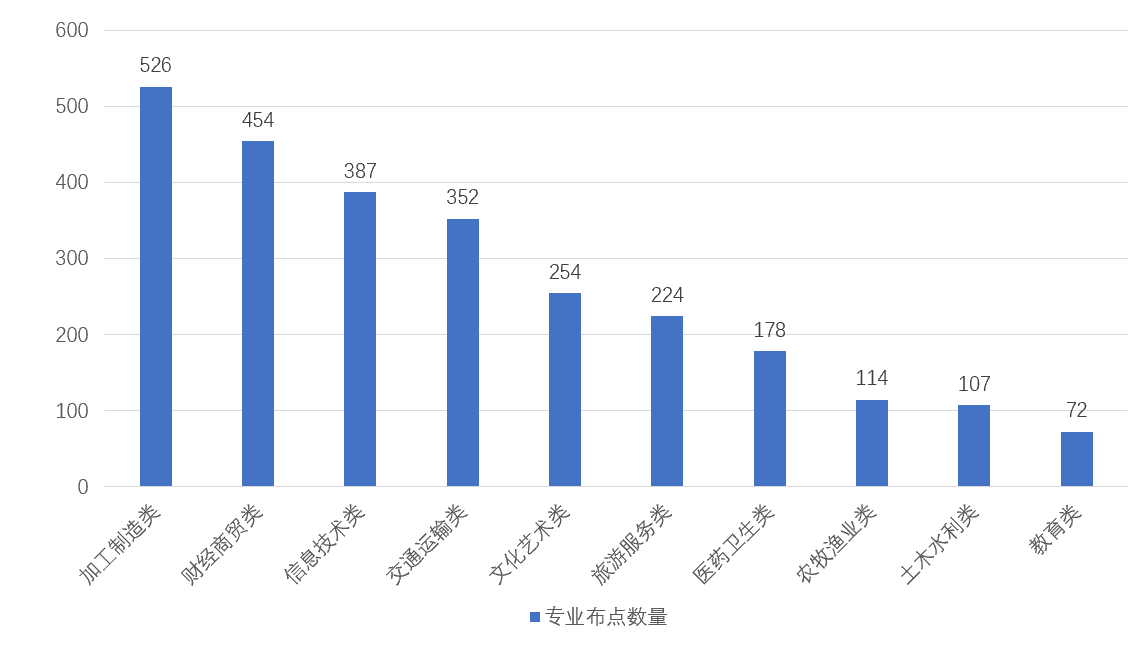 600
500
400
300
200
100
0
526
454
387
352
254
224
178
114
107
72
加工制造类
财经商贸类
信息技术类
交通运输类
文化艺术类
旅游服务类
医药卫生类
农牧渔业类
土木水利类
教育类
专业布点数量